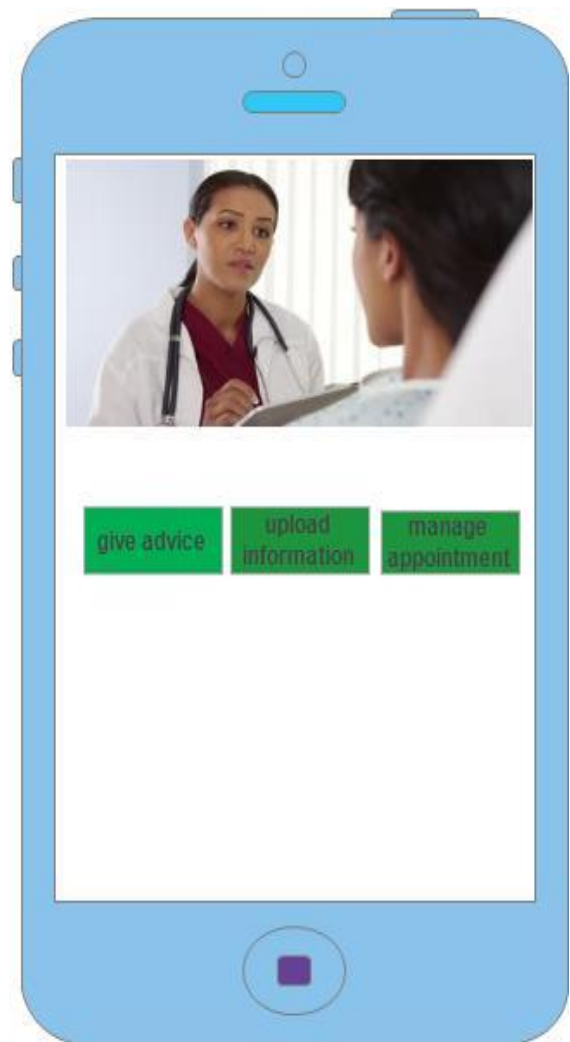 give advice
upload
information
manage
appointment